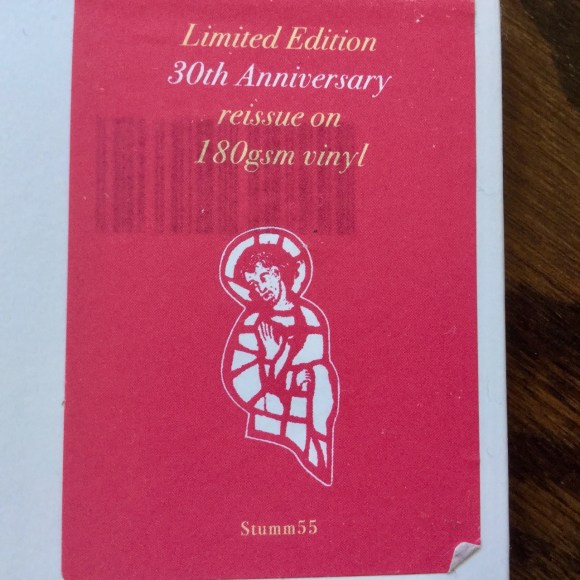 Limited Edition
30th Anniversary
reissue on
180gsm vinyl
Stumm55